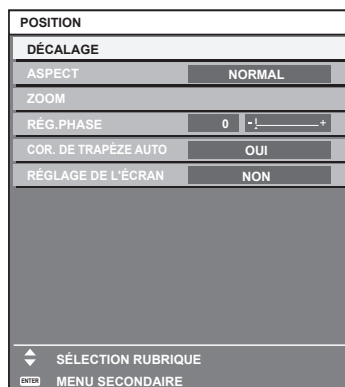 POSITION
DÉCALAGE
ASPECT NORMAL
ZOOM
RÉG.PHASE 0 - +
COR. DE TRAPÈZE AUTO OUI
RÉGLAGE DE L'ÉCRAN NON
SÉLECTION RUBRIQUE
ENTER MENU SECONDAIRE